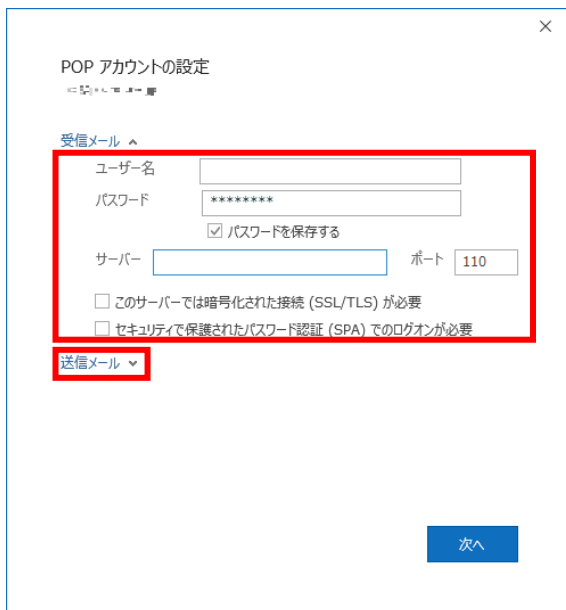 POP アカウントの設定
受信メール
ユーザー名
パスワード ********
パスワードを保存する
サーバー ポート 110
このサーバーでは暗号化された接続 (SSL/TLS) が必要
セキュリティで保護されたパスワード認証 (SPA) でのログオンが必要
送信メール
次へ